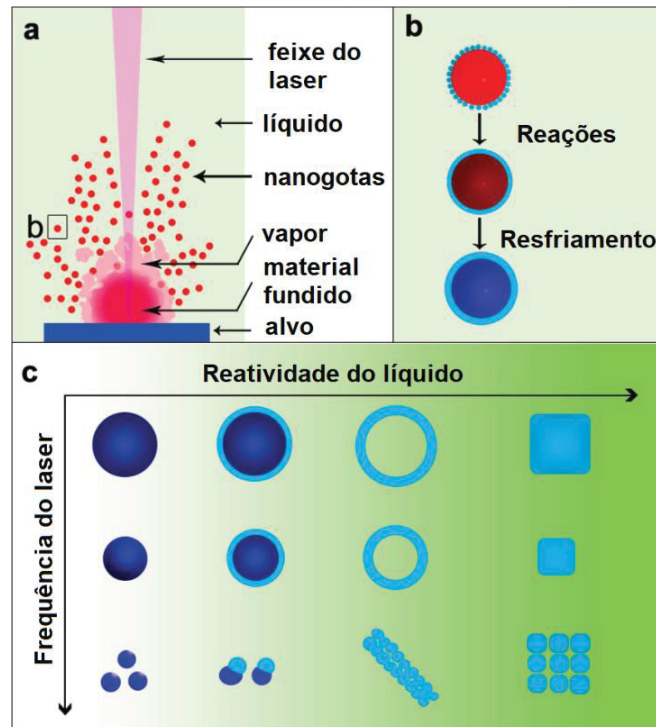 a
feixe do
laser
líquido
nanogotas
b
vapor
material
fundido
alvo
b
Reações
Resfriamento
c
Reatividade do líquido
Frequência do laser